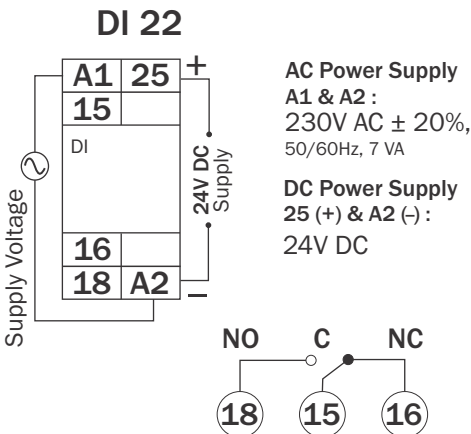 DI 22
A1 25 +
15
DI
16
18 A2 –
Supply Voltage
24V DC
Supply
AC Power Supply
A1 & A2 :
230V AC ± 20%,
50/60Hz, 7 VA
DC Power Supply
25 (+) & A2 (–) :
24V DC
NO C NC
18 15 16